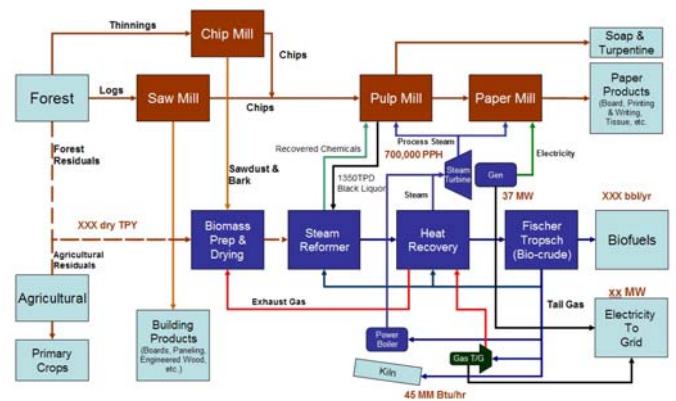 Thinnings
Chip Mill
Chips
Soap &
Turpentine
Forest
Logs
Saw Mill
Chips
Pulp Mill
Paper Mill
Paper
Products
(Board, Printing
& Writing,
Tissue, etc.
Forest
Residuals
Sawdust &
Bark
Recovered Chemicals
Process Steam
700,000 PPH
Electricity
1350TPD
Black Liquor
Steam
Steam
Turbine
Gen
37 MW
XXX dry TPY
Agricultural
Residuals
Biomass
Prep &
Drying
Steam
Reformer
Heat
Recovery
Fischer
Tropsch
(Bio-crude)
XXX bbl/yr
Biofuels
Agricultural
Primary
Crops
Building
Products
(Boards, Paneling,
Engineered Wood,
etc.)
Exhaust Gas
Tail Gas
xx MW
Electricity
To
Grid
Power
Boiler
Gas T/G
Kiln
45 MM Btu/hr